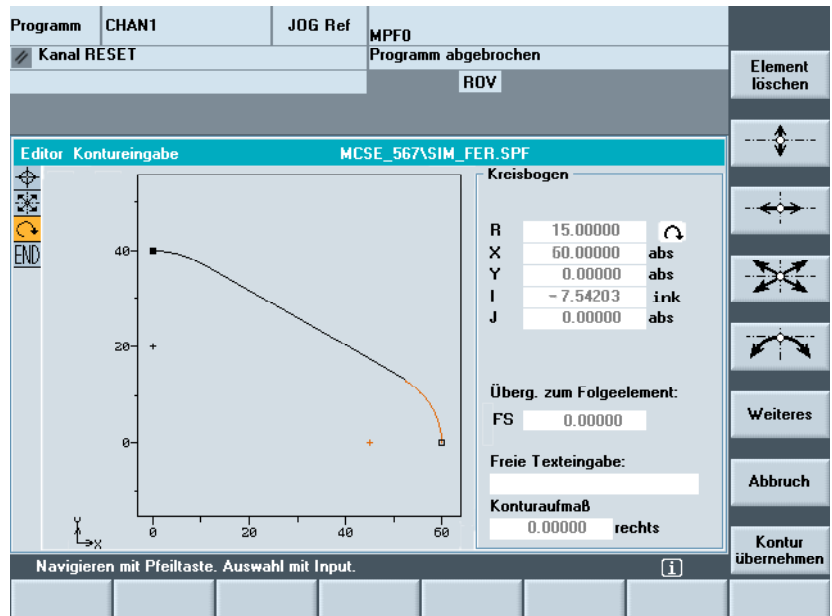 Programm CHAN1 JOG Ref MPF0
Kanal RESET Programm abgebrochen
ROV
Element
löschen
Editor Kontureingabe MCSE_567\SIM_FER.SPF
END
40
20
0
0 20 40 60
Y
X
Kreisbogen
R 15.00000
X 60.00000 abs
Y 0.00000 abs
I -7.54203 ink
J 0.00000 abs
Überg. zum Folgeelement:
FS 0.00000
Freie Texteingabe:
Konturaufmaß
0.00000 rechts
Weiteres
Abbruch
Kontur
übernehmen
Navigieren mit Pfeiltaste. Auswahl mit Input. i